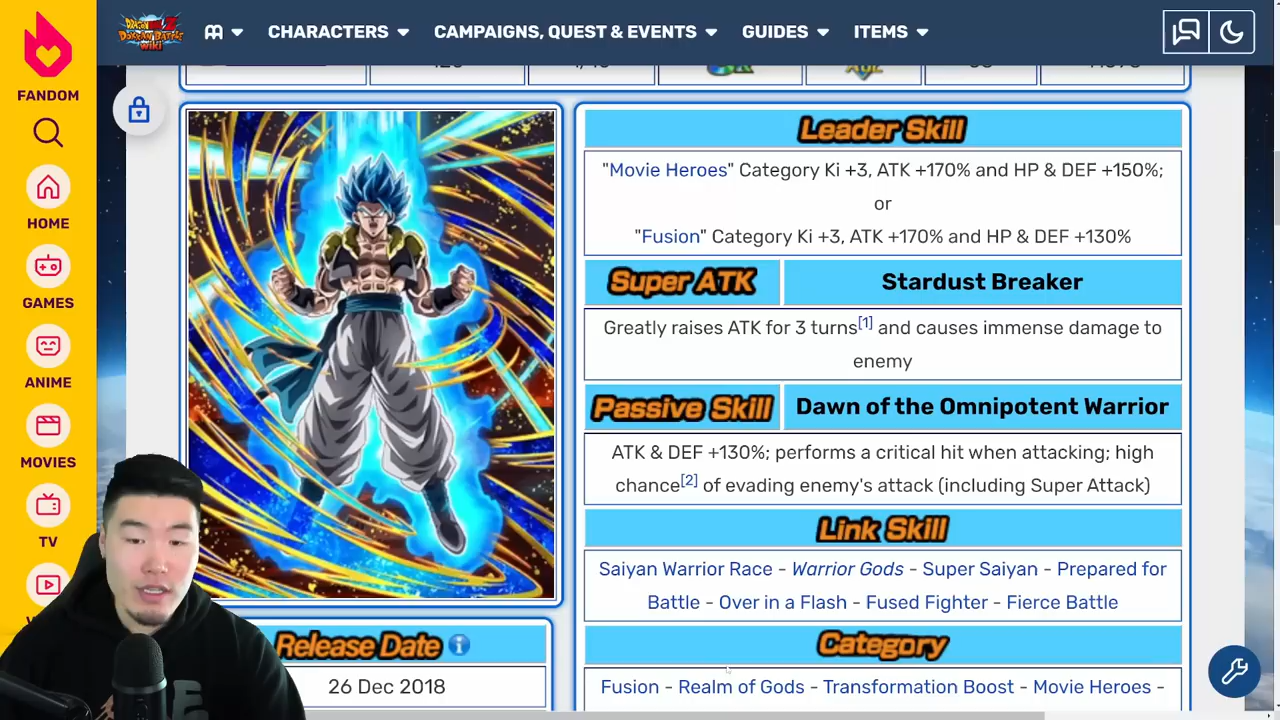 DRAGON BALL Z
DOKKAN BATTLE
WIKI
CHARACTERS
CAMPAIGNS, QUEST & EVENTS
GUIDES
ITEMS
FANDOM
HOME
GAMES
ANIME
MOVIES
TV
Leader Skill
"Movie Heroes" Category Ki +3, ATK +170% and HP & DEF +150%;
or
"Fusion" Category Ki +3, ATK +170% and HP & DEF +130%
Super ATK
Stardust Breaker
Greatly raises ATK for 3 turns[1] and causes immense damage to
enemy
Passive Skill
Dawn of the Omnipotent Warrior
ATK & DEF +130%; performs a critical hit when attacking; high
chance[2] of evading enemy's attack (including Super Attack)
Link Skill
Saiyan Warrior Race - Warrior Gods - Super Saiyan - Prepared for
Battle - Over in a Flash - Fused Fighter - Fierce Battle
Category
Fusion - Realm of Gods - Transformation Boost - Movie Heroes -
Release Date
26 Dec 2018